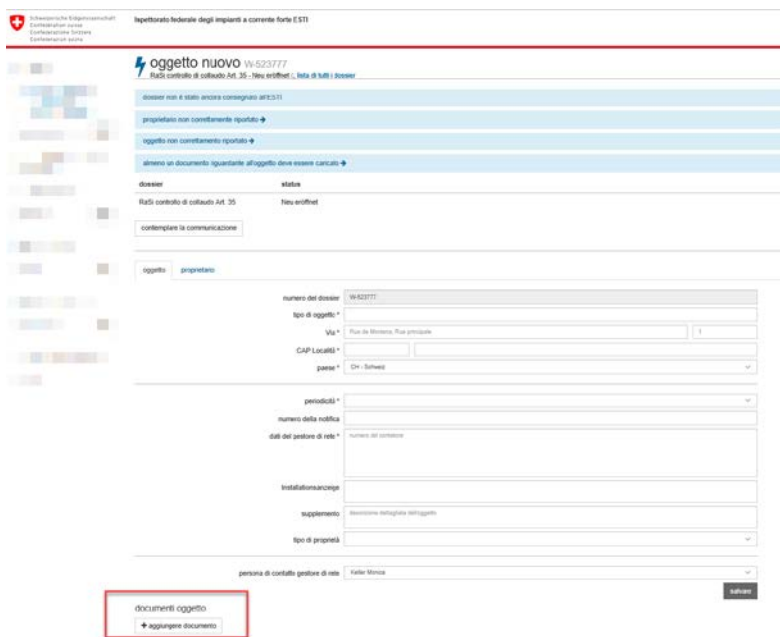 Schweizerische Eidgenossenschaft
Confédération suisse
Confederazione Svizzera
Confederaziun svizra
Ispettorato federale degli impianti a corrente forte ESTI
oggetto nuovo W-523777
RaSi controllo di collaudo Art. 35 - Neu eröffnet :, lista di tutti i dossier
dossier non è stato ancora consegnato all'ESTI
proprietario non correttamente riportato →
oggetto non correttamente riportato →
almeno un documento riguardante all'oggetto deve essere caricato →
dossier status
RaSi controllo di collaudo Art. 35 Neu eröffnet
contemplare la communicazione
oggetto proprietario
numero del dossier W-523777
tipo di oggetto *
Via * Rue de Montana, Rue principale 1
CAP Località *
paese * CH - Schweiz
periodicità *
numero della notifica
dati del gestore di rete * numero del contatore
Installationsanzeige
supplemento descrizione dettagliata dell'oggetto
tipo di proprietà
persona di contatto gestore di rete Keller Monica
salvare
documenti oggetto
+ aggiungere documento